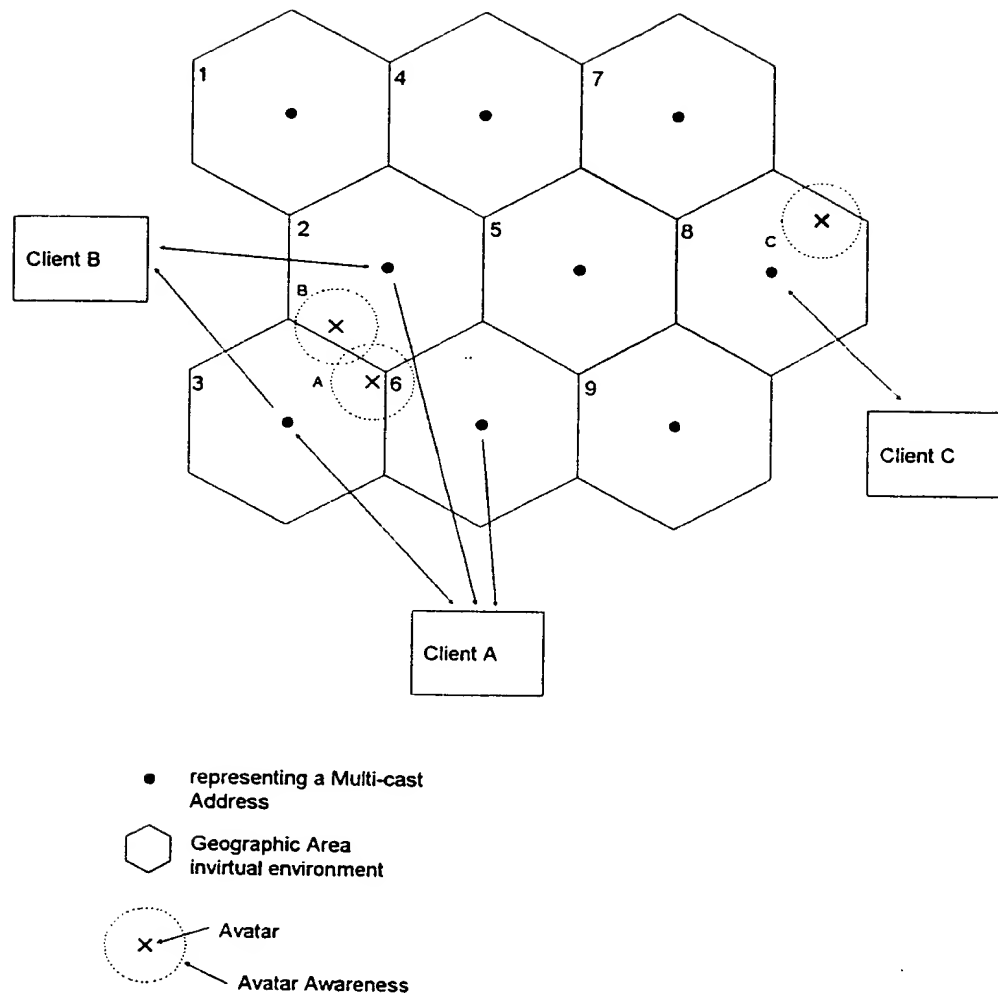 1
4
7
2
5
8
C
Client B
B
3
A
6
9
Client C
Client A
representing a Multi-cast
Address
Geographic Area
invirtual environment
Avatar
Avatar Awareness